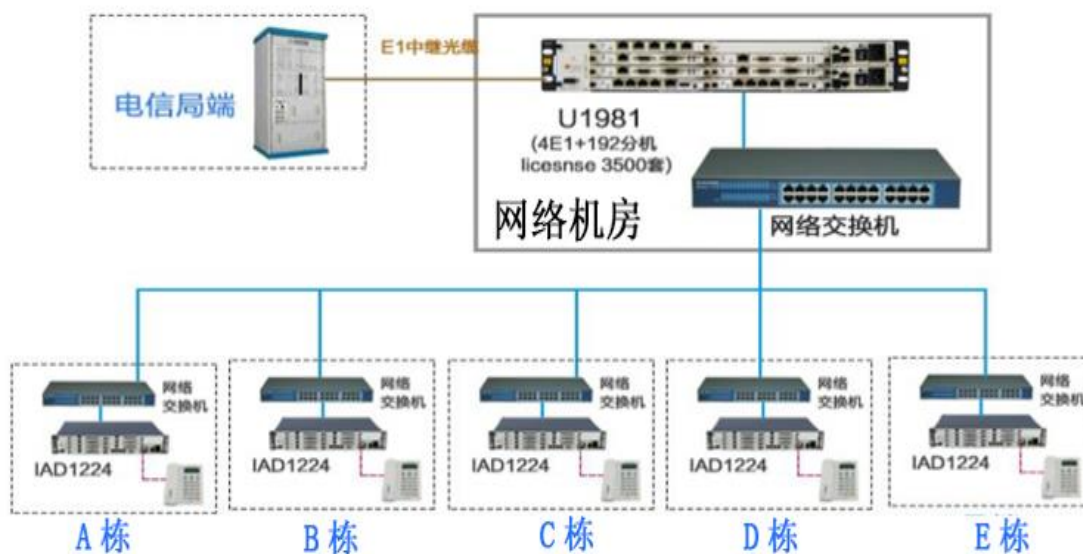 E1中继光缆
电信局端
U1981
(4E1+192分机
licesnse 3500套)
网络机房
网络交换机
网络
交换机
网络
交换机
网络
交换机
网络
交换机
网络
交换机
IAD1224
IAD1224
IAD1224
IAD1224
IAD1224
A栋
B栋
C栋
D栋
E栋